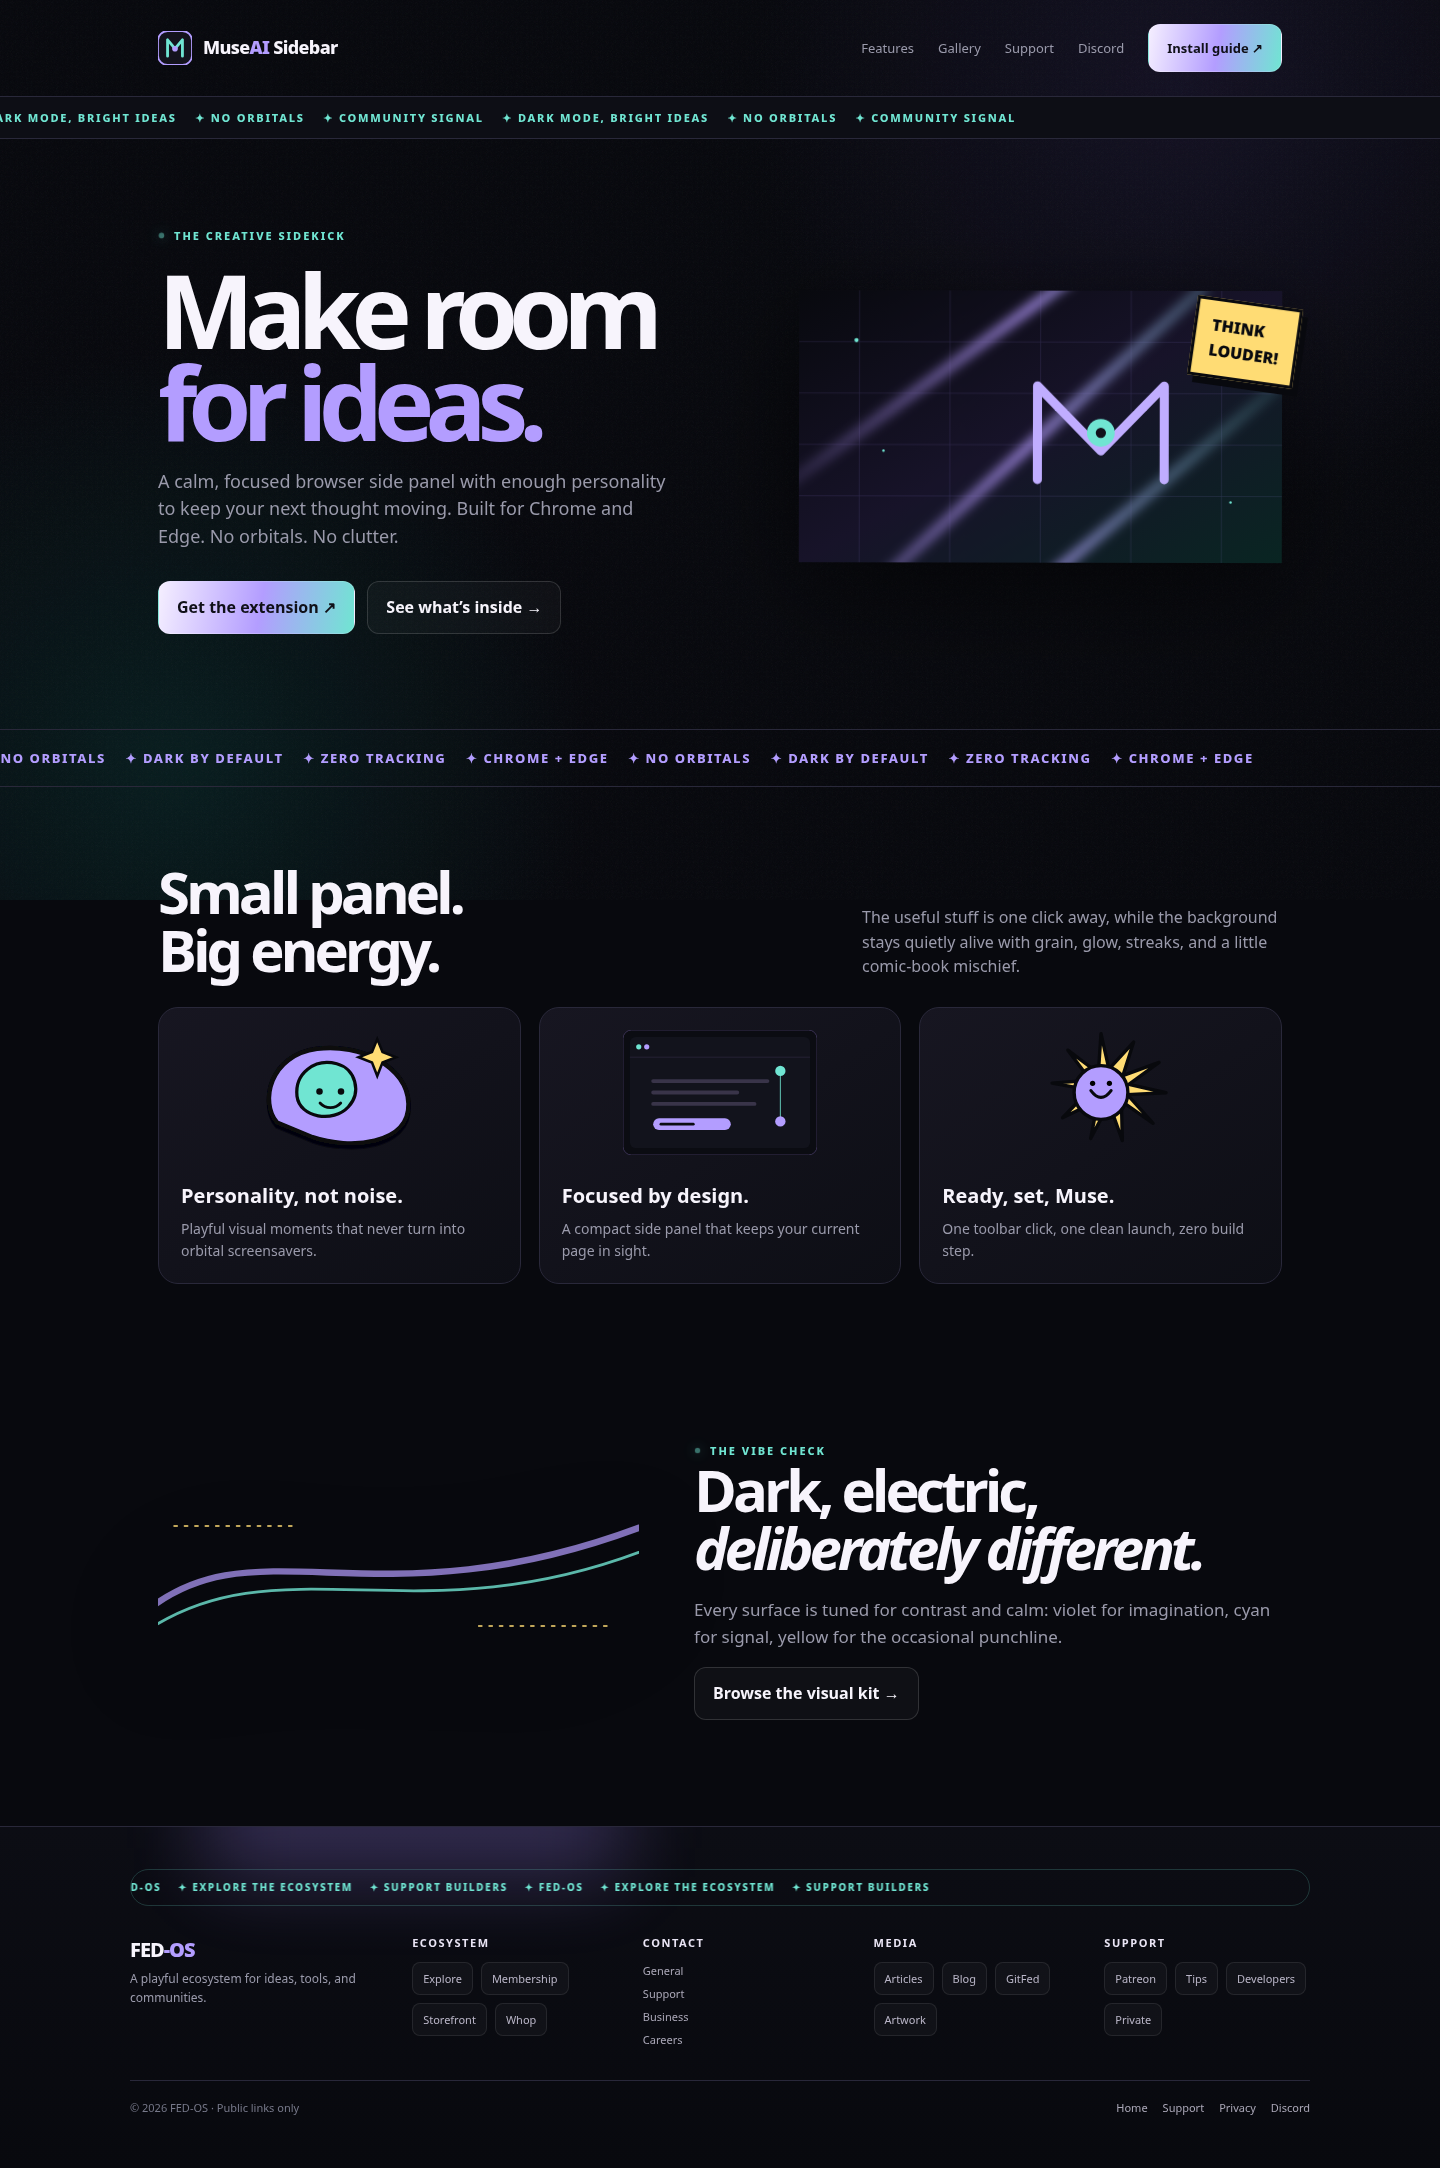 MuseAI Sidebar
Features Gallery Support Discord Install guide ↗
ARK MODE, BRIGHT IDEAS ✦ NO ORBITALS ✦ COMMUNITY SIGNAL ✦ DARK MODE, BRIGHT IDEAS ✦ NO ORBITALS ✦ COMMUNITY SIGNAL
THE CREATIVE SIDEKICK
Make room
for ideas.
A calm, focused browser side panel with enough personality
to keep your next thought moving. Built for Chrome and
Edge. No orbitals. No clutter.
Get the extension ↗ See what’s inside →
THINK
LOUDER!
NO ORBITALS ✦ DARK BY DEFAULT ✦ ZERO TRACKING ✦ CHROME + EDGE ✦ NO ORBITALS ✦ DARK BY DEFAULT ✦ ZERO TRACKING ✦ CHROME + EDGE
Small panel.
Big energy.
The useful stuff is one click away, while the background
stays quietly alive with grain, glow, streaks, and a little
comic-book mischief.
Personality, not noise.
Playful visual moments that never turn into
orbital screensavers.
Focused by design.
A compact side panel that keeps your current
page in sight.
Ready, set, Muse.
One toolbar click, one clean launch, zero build
step.
THE VIBE CHECK
Dark, electric,
deliberately different.
Every surface is tuned for contrast and calm: violet for imagination, cyan
for signal, yellow for the occasional punchline.
Browse the visual kit →
D-OS ✦ EXPLORE THE ECOSYSTEM ✦ SUPPORT BUILDERS ✦ FED-OS ✦ EXPLORE THE ECOSYSTEM ✦ SUPPORT BUILDERS
FED-OS
A playful ecosystem for ideas, tools, and
communities.
ECOSYSTEM
Explore Membership
Storefront Whop
CONTACT
General
Support
Business
Careers
MEDIA
Articles Blog GitFed
Artwork
SUPPORT
Patreon Tips Developers
Private
© 2026 FED-OS · Public links only
Home Support Privacy Discord